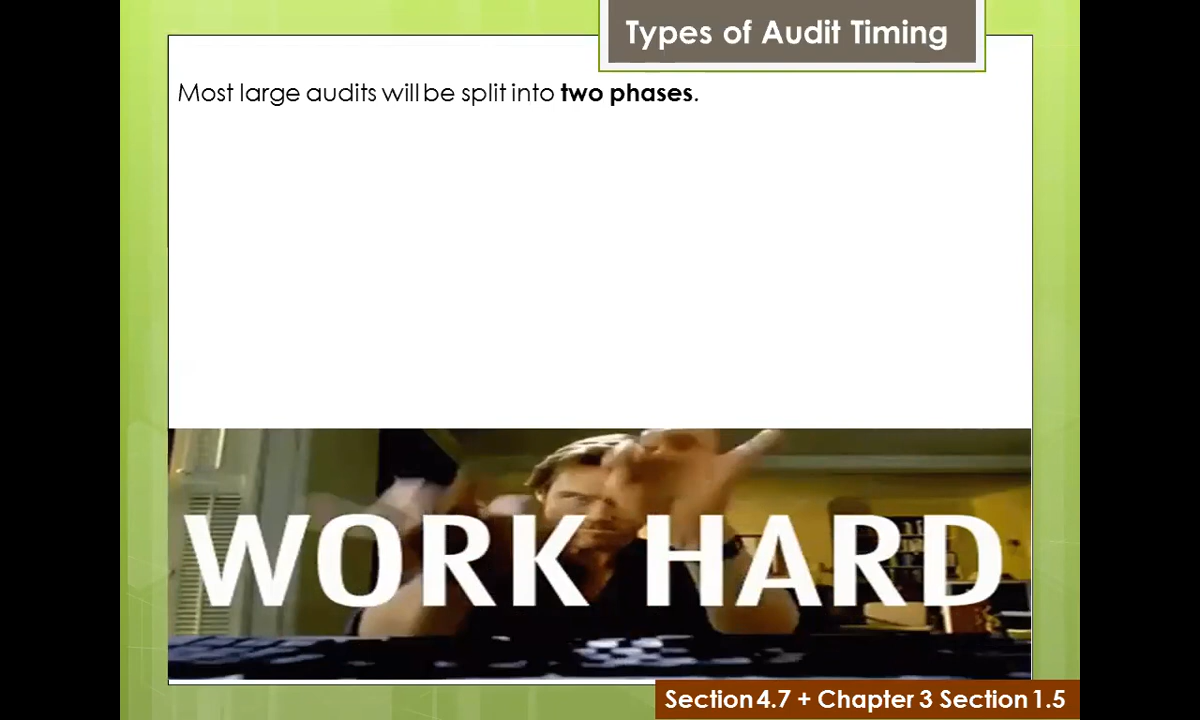 Types of Audit Timing
Most large audits will be split into two phases.
WORK HARD
Section 4.7 + Chapter 3 Section 1.5